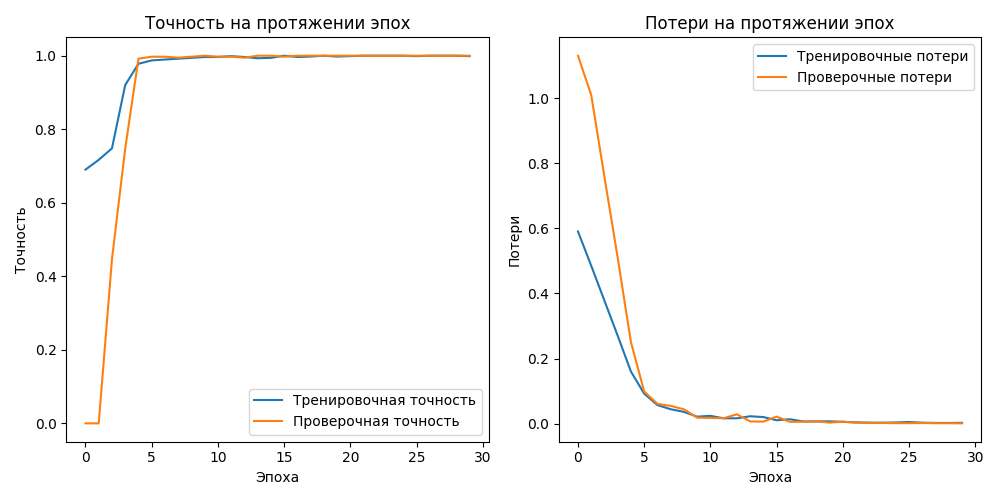 Точность на протяжении эпох
1.0
0.8
0.6
0.4
0.2
0.0
Точность
0 5 10 15 20 25 30
Эпоха
Тренировочная точность
Проверочная точность
Потери на протяжении эпох
1.0
0.8
0.6
0.4
0.2
0.0
Потери
0 5 10 15 20 25 30
Эпоха
Тренировочные потери
Проверочные потери